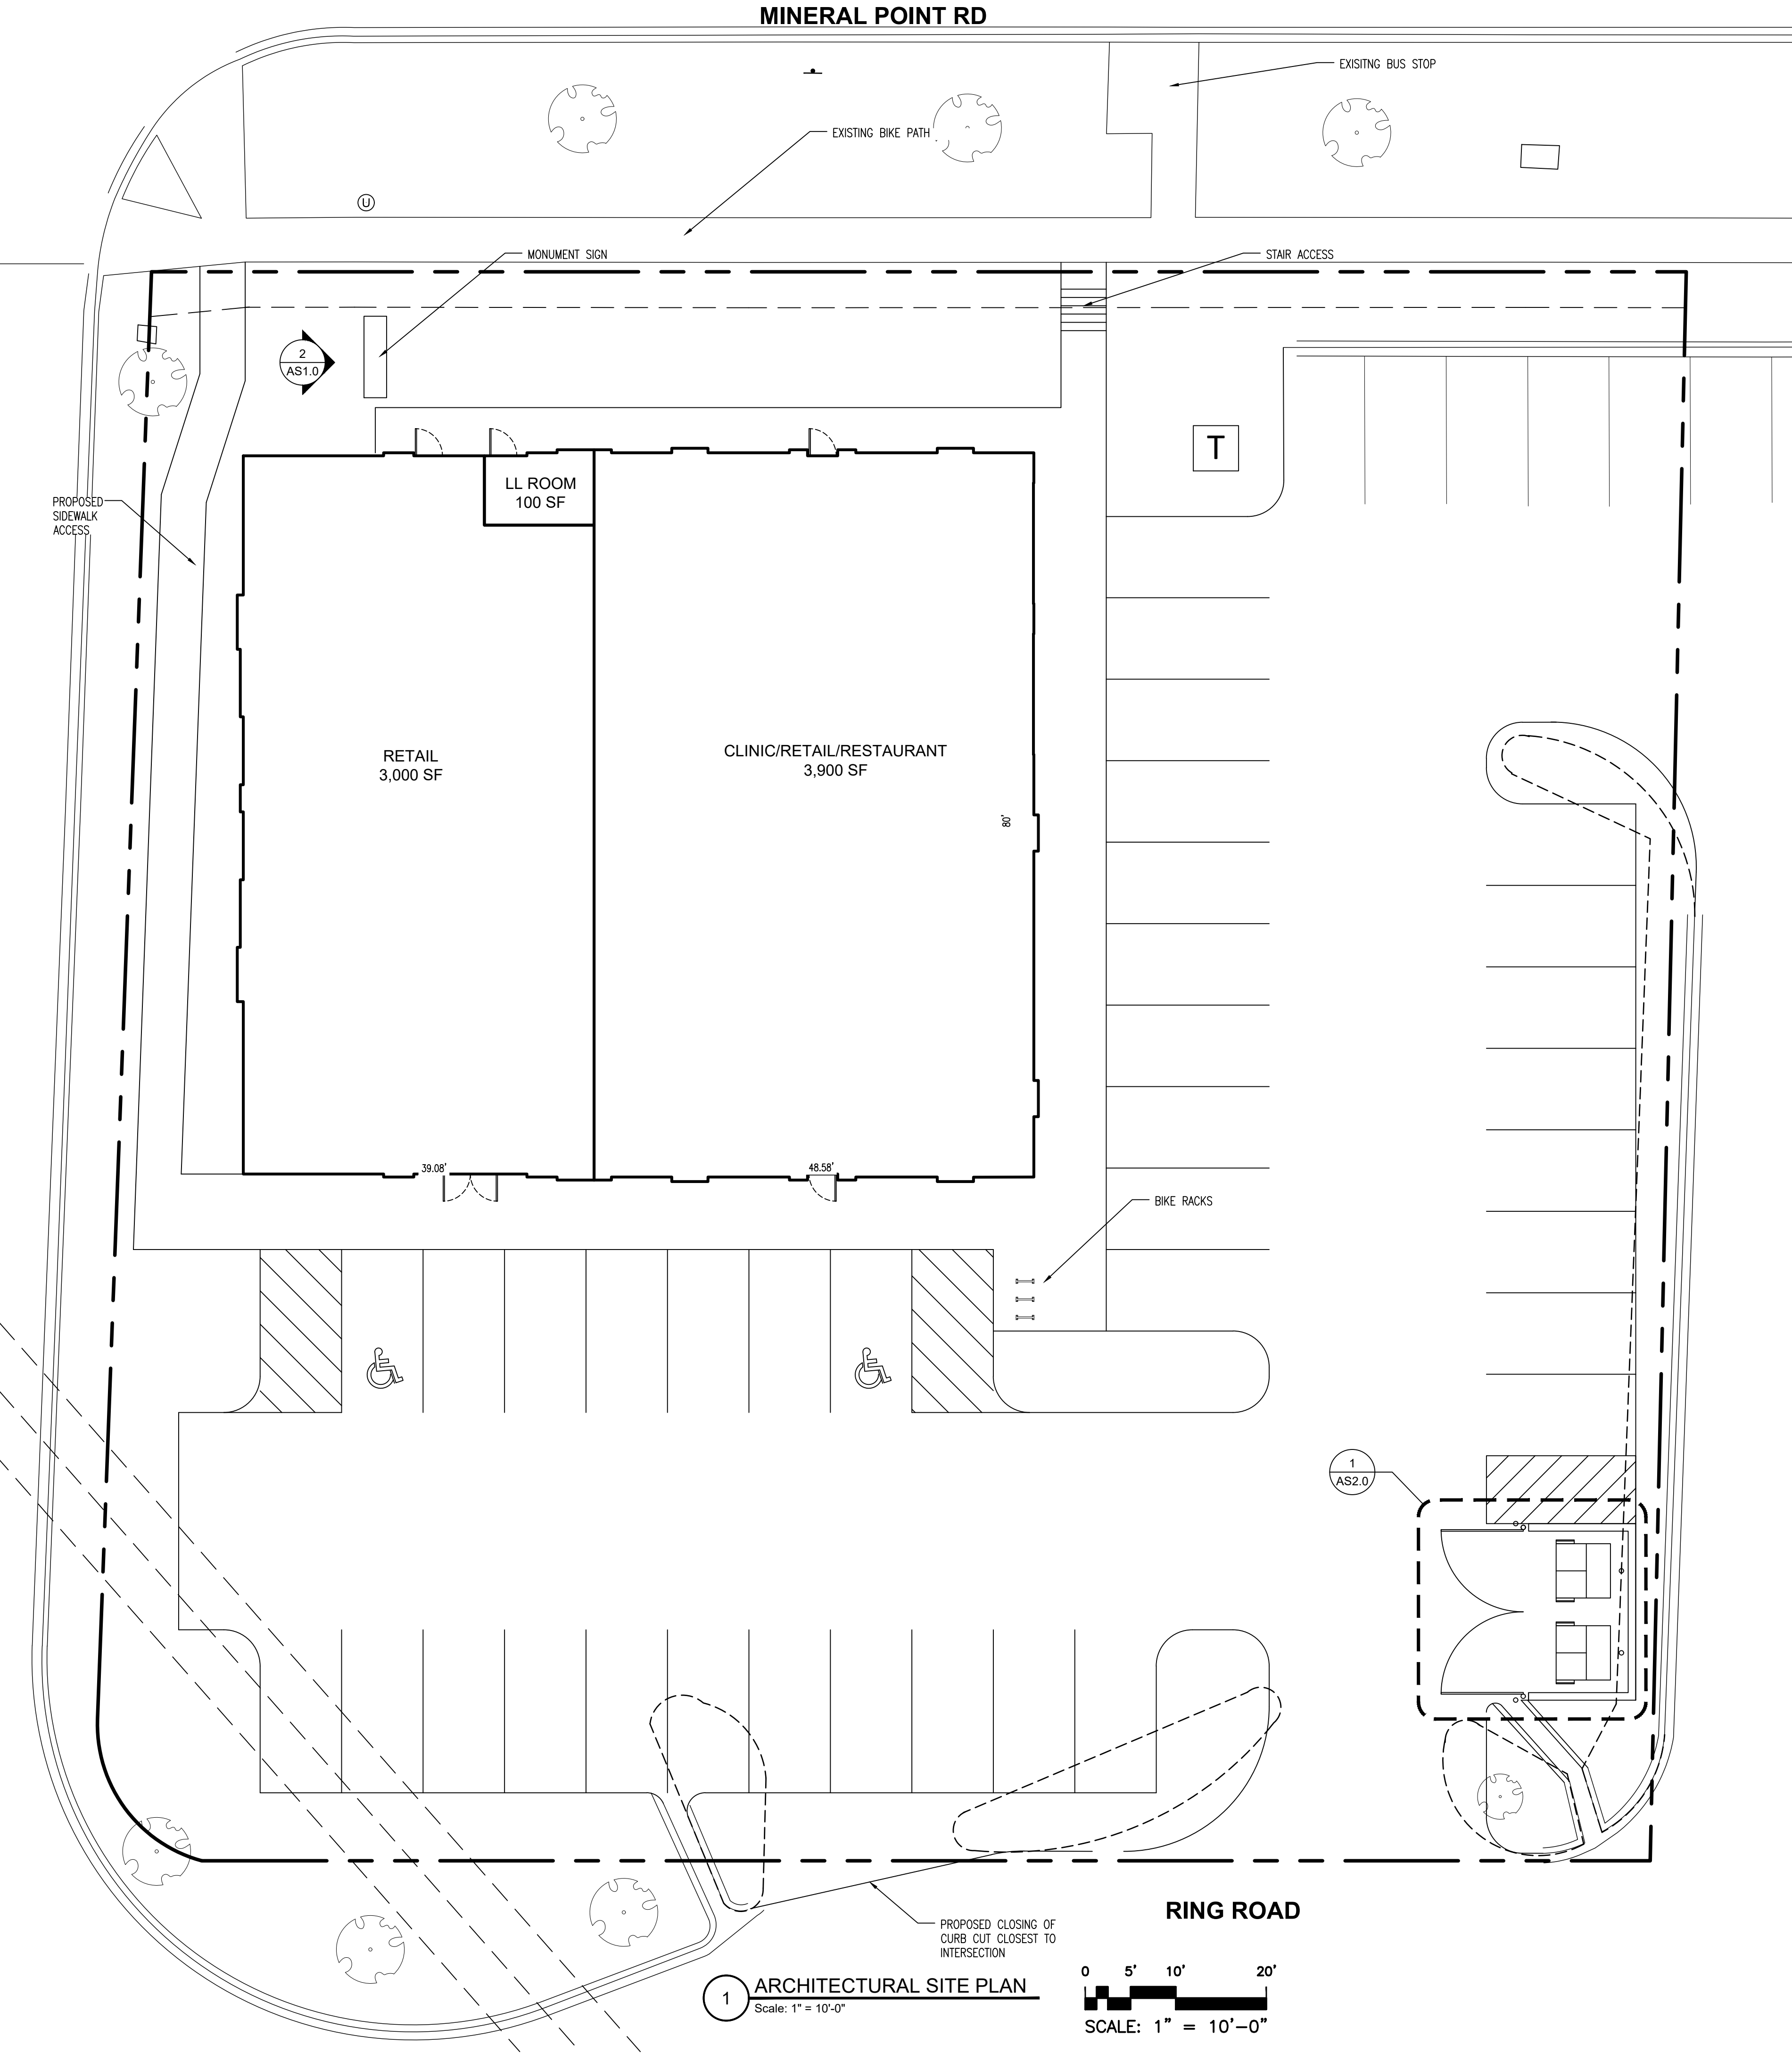 MINERAL POINT RD
EXISITNG BUS STOP
EXISTING BIKE PATH
U
MONUMENT SIGN
STAIR ACCESS
2
AS1.0
T
LL ROOM
100 SF
PROPOSED
SIDEWALK
ACCESS
RETAIL
3,000 SF
CLINIC/RETAIL/RESTAURANT
3,900 SF
80'
39.08'
48.58'
BIKE RACKS
1
AS2.0
RING ROAD
PROPOSED CLOSING OF
CURB CUT CLOSEST TO
INTERSECTION
1
ARCHITECTURAL SITE PLAN
Scale: 1" = 10'-0"
0 5' 10' 20'
SCALE: 1" = 10'-0"